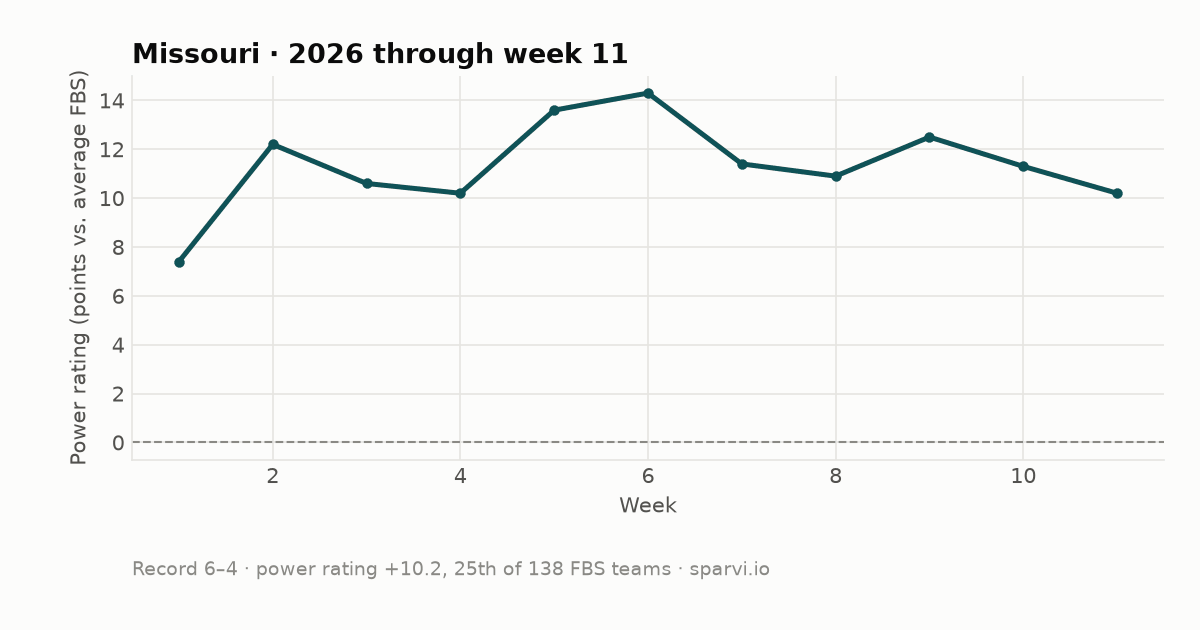 Missouri · 2026 through week 11
Power rating (points vs. average FBS)
14
12
10
8
6
4
2
0
2 4 6 8 10
Week
Record 6–4 · power rating +10.2, 25th of 138 FBS teams · sparvi.io